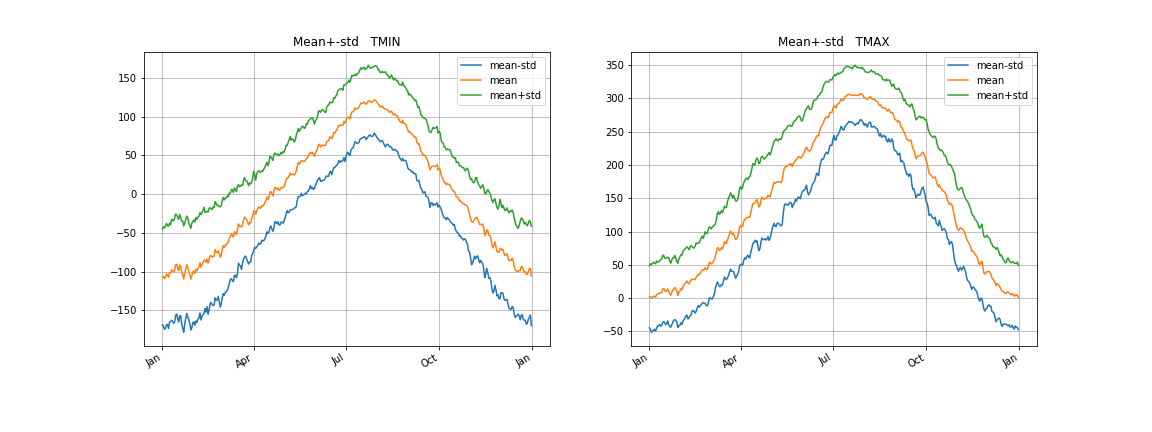 Mean+-std TMIN
mean-std
mean
mean+std
150
100
50
0
−50
−100
−150
Jan
Apr
Jul
Oct
Jan
Mean+-std TMAX
mean-std
mean
mean+std
350
300
250
200
150
100
50
0
−50
Jan
Apr
Jul
Oct
Jan